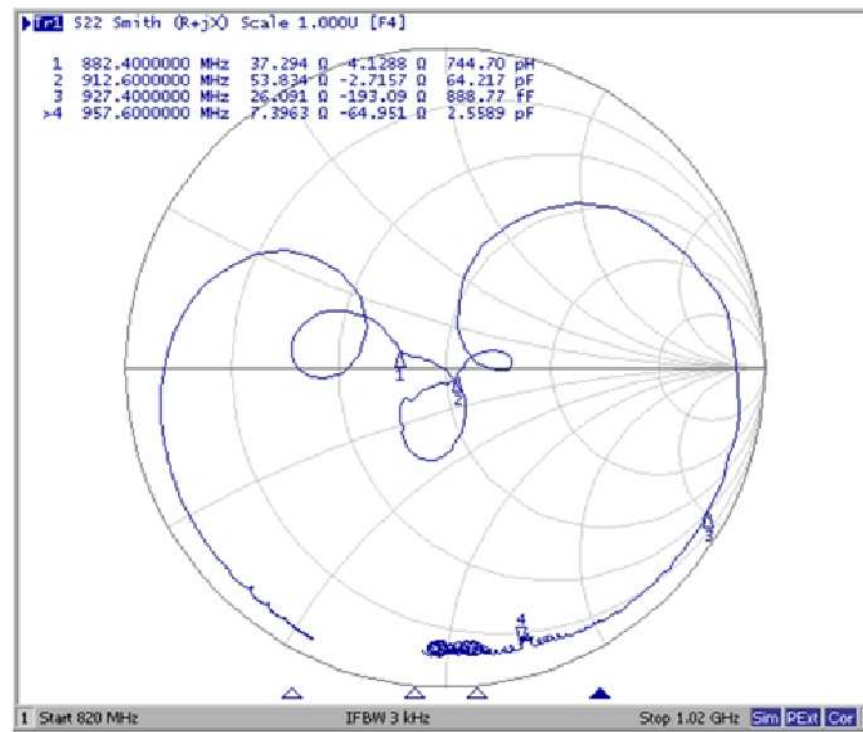 Tr1 S22 Smith (R+jX) Scale 1.000U [F4]
1 882.4000000 MHz 37.294 Ω 4.1288 Ω 744.70 pH
2 912.6000000 MHz 53.834 Ω -2.7157 Ω 64.217 pF
3 927.4000000 MHz 26.091 Ω -193.09 Ω 888.77 fF
>4 957.6000000 MHz 7.3963 Ω -64.951 Ω 2.5589 pF
1
2
3
4
1 Start 820 MHz IFBW 3 kHz Stop 1.02 GHz Sim PExt Cor